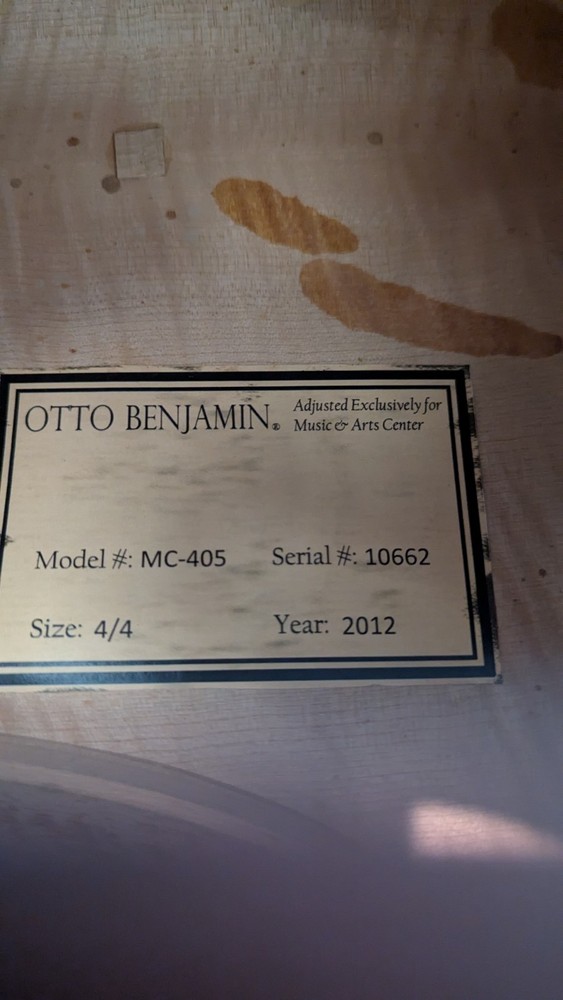 OTTO BENJAMIN® Adjusted Exclusively for
Music & Arts Center
Model #: MC-405 Serial #: 10662
Size: 4/4 Year: 2012